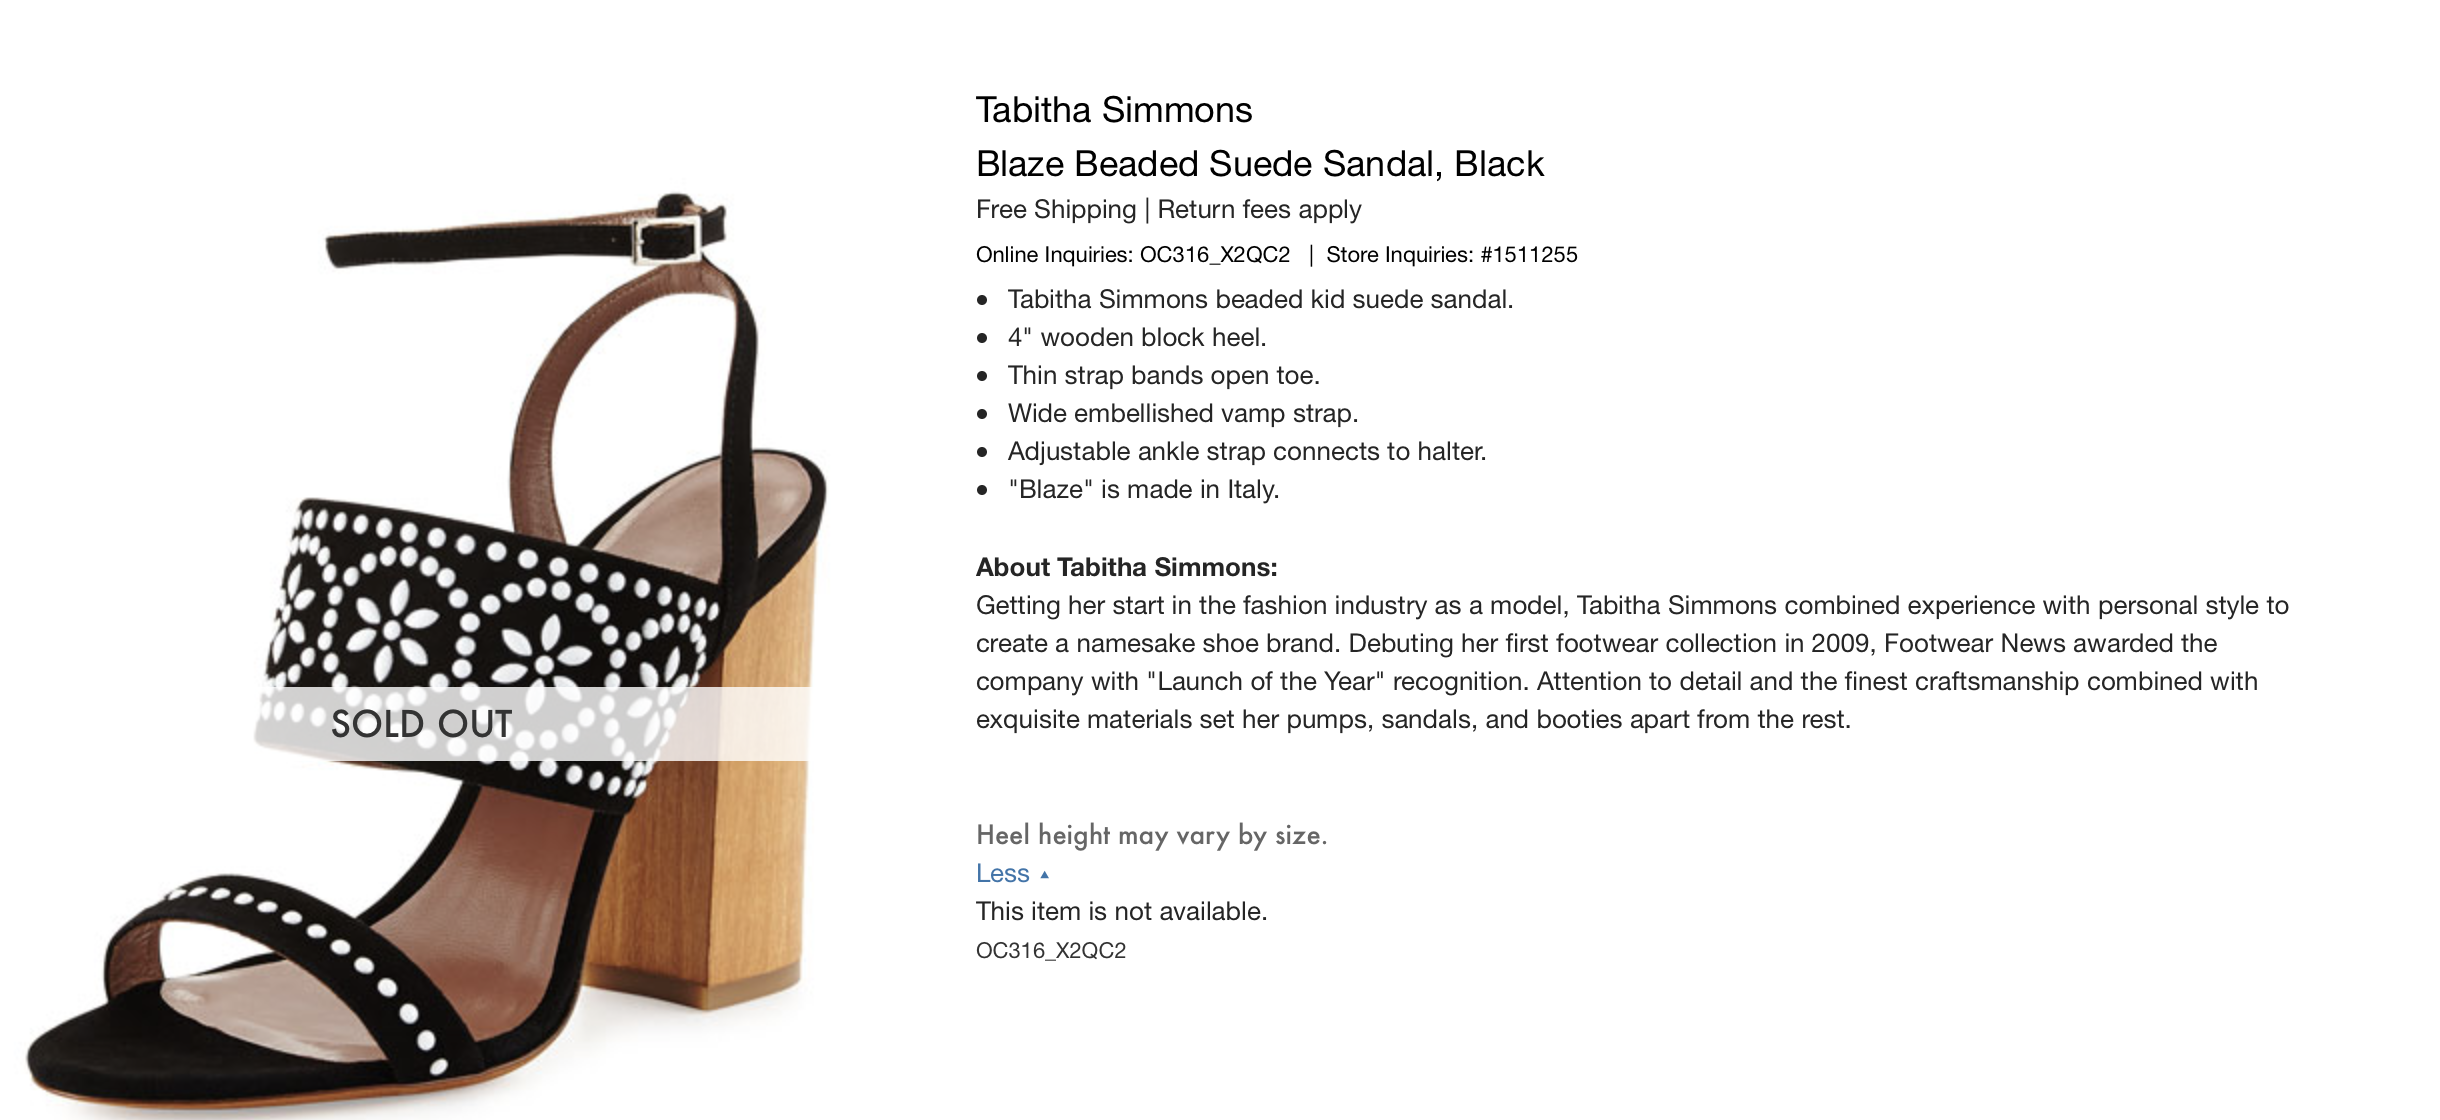 Tabitha Simmons
Blaze Beaded Suede Sandal, Black
Free Shipping | Return fees apply
Online Inquiries: OC316_X2QC2 | Store Inquiries: #1511255
• Tabitha Simmons beaded kid suede sandal.
• 4" wooden block heel.
• Thin strap bands open toe.
• Wide embellished vamp strap.
• Adjustable ankle strap connects to halter.
• "Blaze" is made in Italy.
About Tabitha Simmons:
Getting her start in the fashion industry as a model, Tabitha Simmons combined experience with personal style to
create a namesake shoe brand. Debuting her first footwear collection in 2009, Footwear News awarded the
company with "Launch of the Year" recognition. Attention to detail and the finest craftsmanship combined with
exquisite materials set her pumps, sandals, and booties apart from the rest.
SOLD OUT
Heel height may vary by size.
Less ▲
This item is not available.
OC316_X2QC2